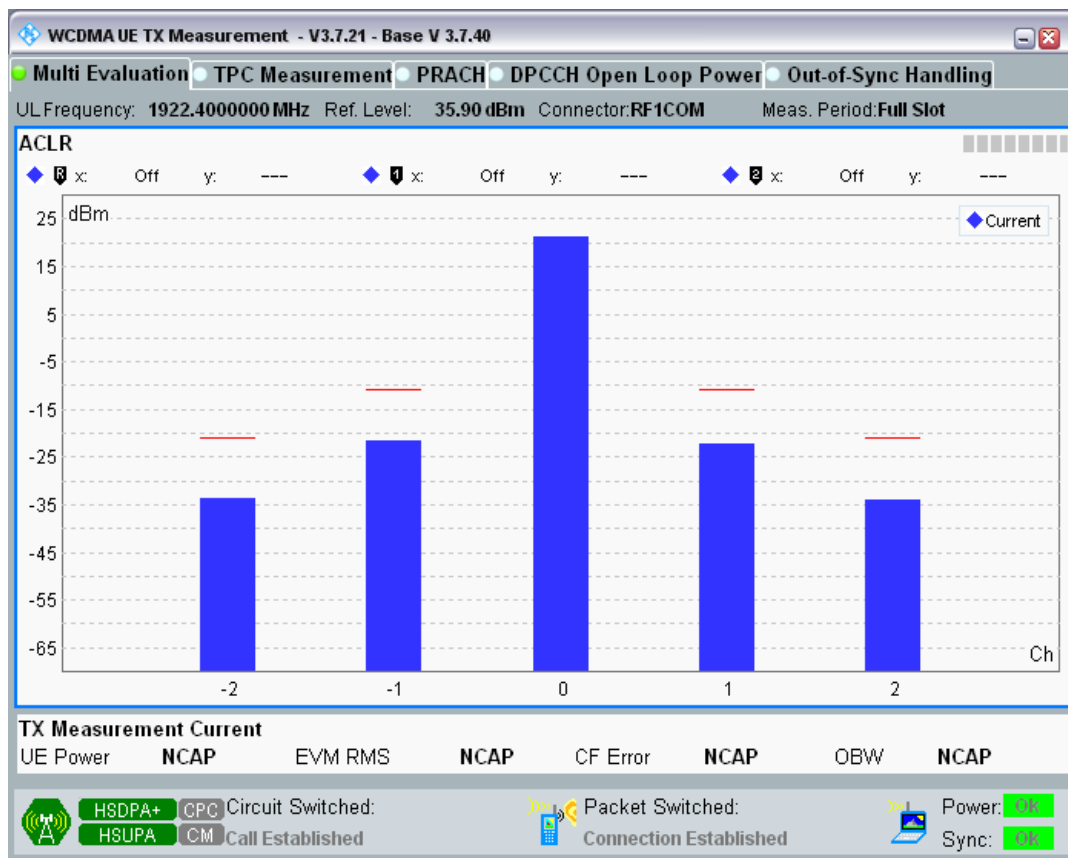 WCDMA UE TX Measurement - V3.7.21 - Base V 3.7.40
Multi Evaluation TPC Measurement PRACH DPCCH Open Loop Power Out-of-Sync Handling
UL Frequency: 1922.4000000 MHz Ref. Level: 35.90 dBm Connector:RF1COM Meas. Period:Full Slot
ACLR
R x: Off y: --- 1 x: Off y: --- 2 x: Off y: ---
dBm
Current
25
15
5
-5
-15
-25
-35
-45
-55
-65
Ch
-2 -1 0 1 2
TX Measurement Current
UE Power NCAP EVM RMS NCAP CF Error NCAP OBW NCAP
HSDPA+ CPC Circuit Switched: Packet Switched: Power: OK
HSUPA CM Call Established Connection Established Sync: OK